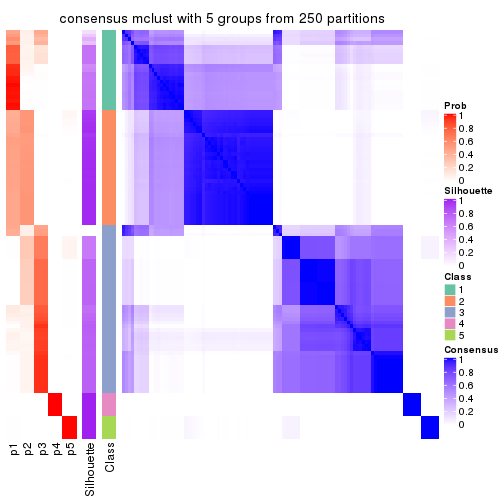 consensus mclust with 5 groups from 250 partitions
Prob
1
0.8
0.6
0.4
0.2
0
Silhouette
1
0.8
0.6
0.4
0.2
0
Class
1
2
3
4
5
Consensus
1
0.8
0.6
0.4
0.2
0
p1
p2
p3
p4
p5
Silhouette
Class